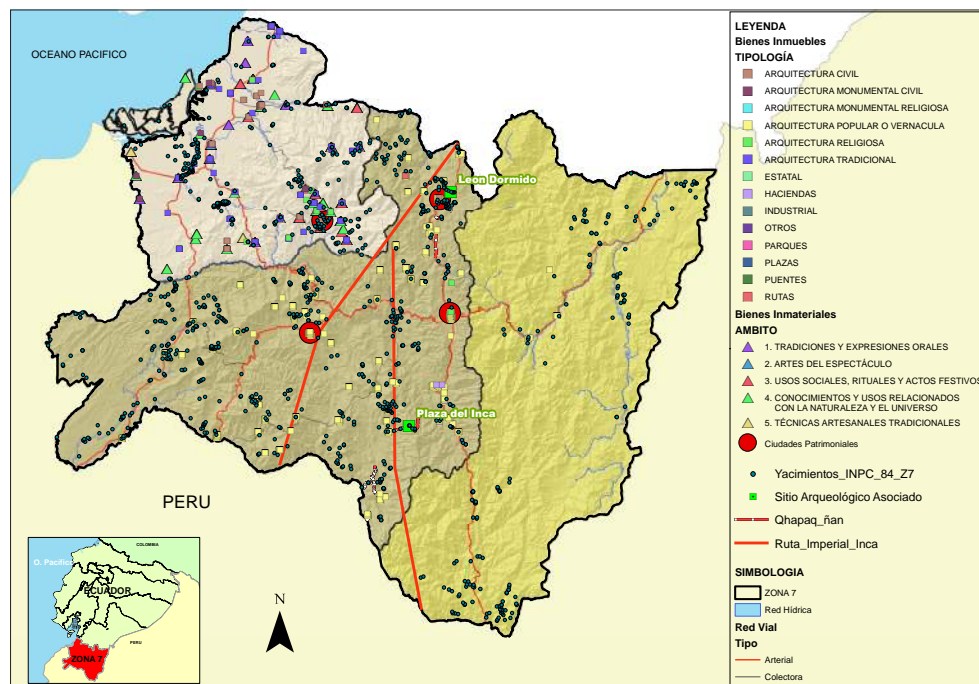 OCEANO PACIFICO
Leon Dormido
Plaza del Inca
PERU
N
COLOMBIA
O. Pacifico
ECUADOR
PERU
ZONA 7
LEYENDA
Bienes Inmuebles
TIPOLOGÍA
ARQUITECTURA CIVIL
ARQUITECTURA MONUMENTAL CIVIL
ARQUITECTURA MONUMENTAL RELIGIOSA
ARQUITECTURA POPULAR O VERNACULA
ARQUITECTURA RELIGIOSA
ARQUITECTURA TRADICIONAL
ESTATAL
HACIENDAS
INDUSTRIAL
OTROS
PARQUES
PLAZAS
PUENTES
RUTAS
Bienes Inmateriales
AMBITO
1. TRADICIONES Y EXPRESIONES ORALES
2. ARTES DEL ESPECTÁCULO
3. USOS SOCIALES, RITUALES Y ACTOS FESTIVOS
4. CONOCIMIENTOS Y USOS RELACIONADOS
CON LA NATURALEZA Y EL UNIVERSO
5. TÉCNICAS ARTESANALES TRADICIONALES
Ciudades Patrimoniales
Yacimientos_INPC_84_Z7
Sitio Arqueológico Asociado
Qhapaq_ñan
Ruta_Imperial_Inca
SIMBOLOGIA
ZONA 7
Red Hídrica
Red Vial
Tipo
Arterial
Colectora